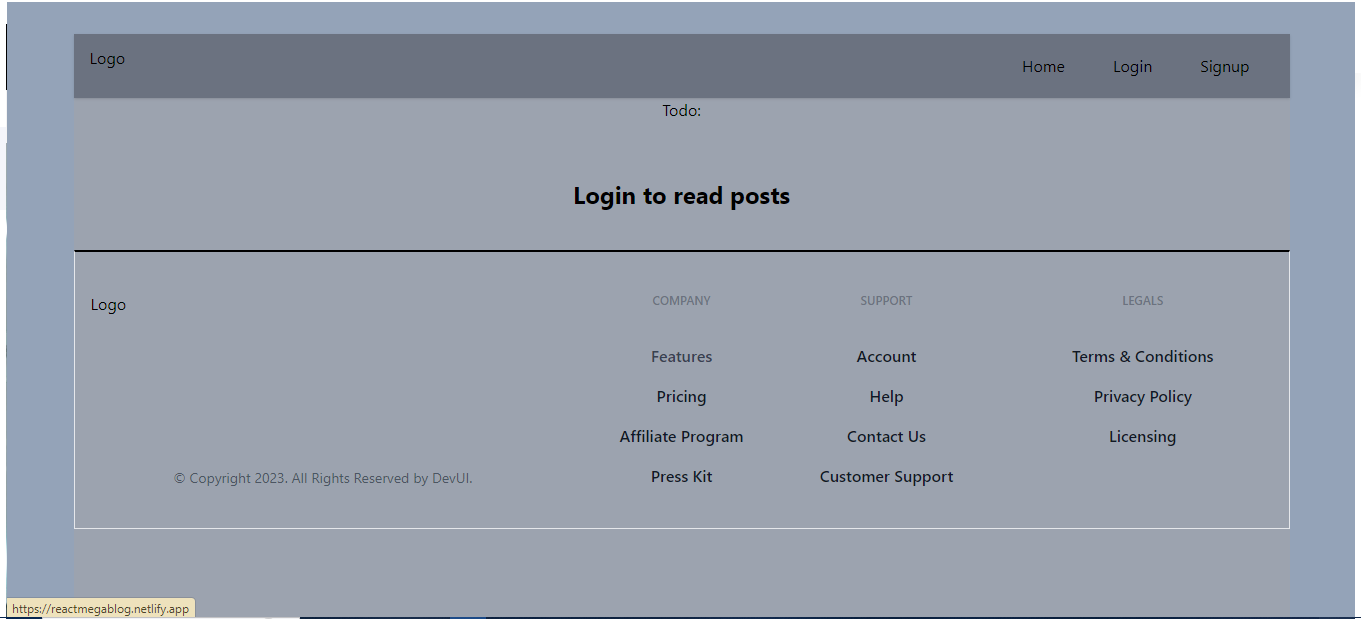 Logo
Home Login Signup
Todo:
Login to read posts
Logo
COMPANY SUPPORT LEGALS
Features Account Terms & Conditions
Pricing Help Privacy Policy
Affiliate Program Contact Us Licensing
Press Kit Customer Support
© Copyright 2023. All Rights Reserved by DevUI.
https://reactmegablog.netlify.app